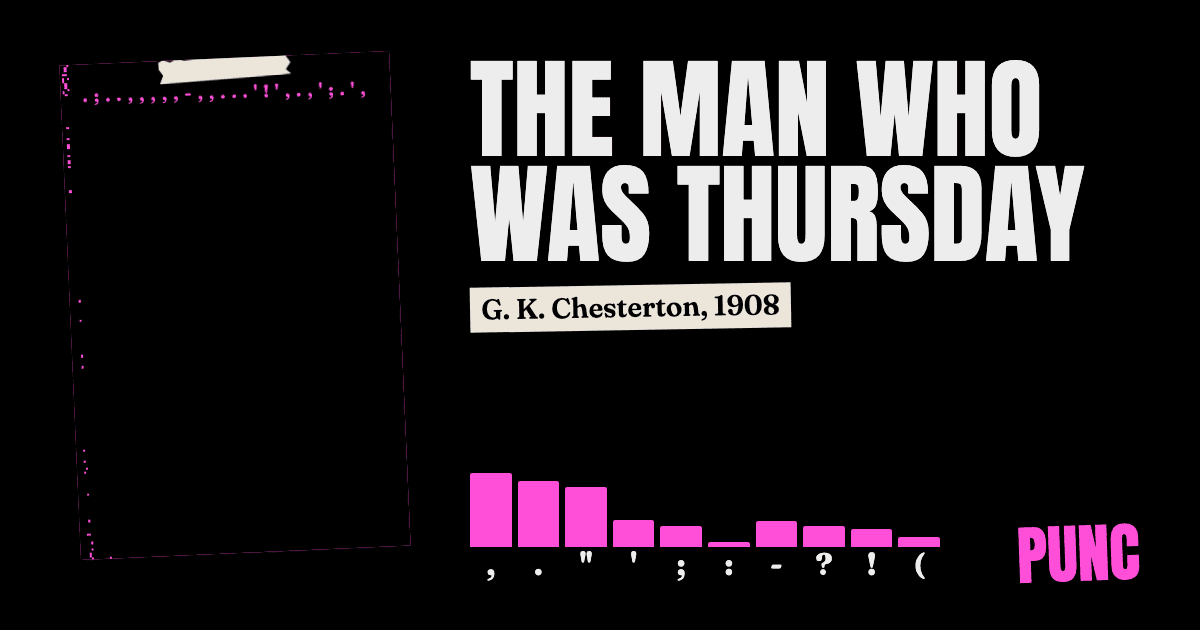 .;..,,,,,-,,...'!',.,';.',
THE MAN WHO
WAS THURSDAY
G. K. Chesterton, 1908
, . " ' ; : - ? ! (
PUNC